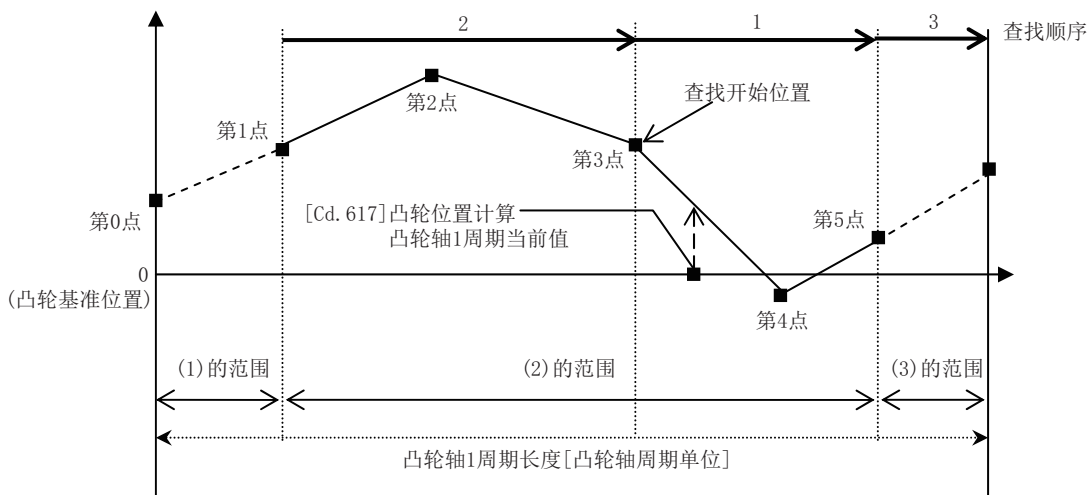 2
1
3
查找顺序
查找开始位置
第2点
第1点
第3点
第0点
[Cd.617]凸轮位置计算
凸轮轴1周期当前值
第5点
0
(凸轮基准位置)
第4点
(1)的范围
(2)的范围
(3)的范围
凸轮轴1周期长度[凸轮轴周期单位]